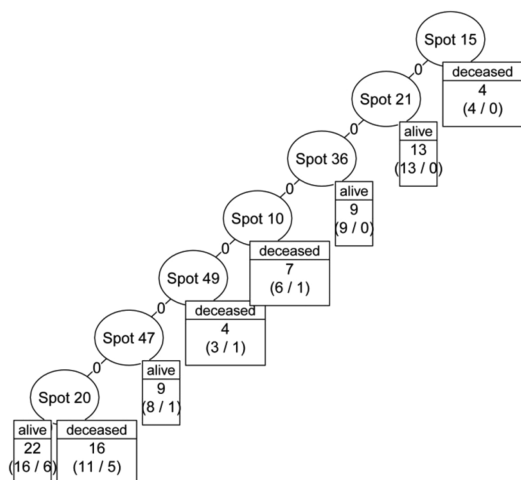 Spot 15
0
deceased
4
(4 / 0)
Spot 21
0
alive
13
(13 / 0)
Spot 36
0
alive
9
(9 / 0)
Spot 10
0
deceased
7
(6 / 1)
Spot 49
0
deceased
4
(3 / 1)
Spot 47
0
alive
9
(8 / 1)
Spot 20
alive
22
(16 / 6)
deceased
16
(11 / 5)